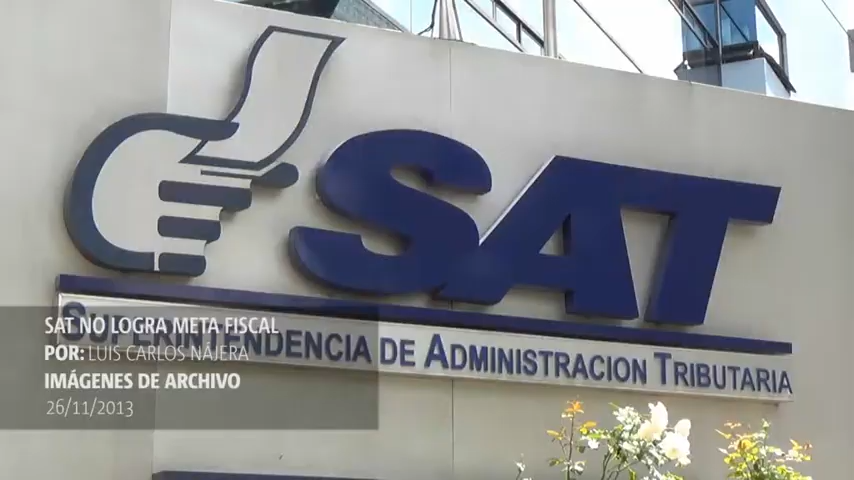 SAT
SUPERINTENDENCIA DE ADMINISTRACION TRIBUTARIA
SAT NO LOGRA META FISCAL
POR: LUIS CARLOS NÁJERA
IMÁGENES DE ARCHIVO
26/11/2013